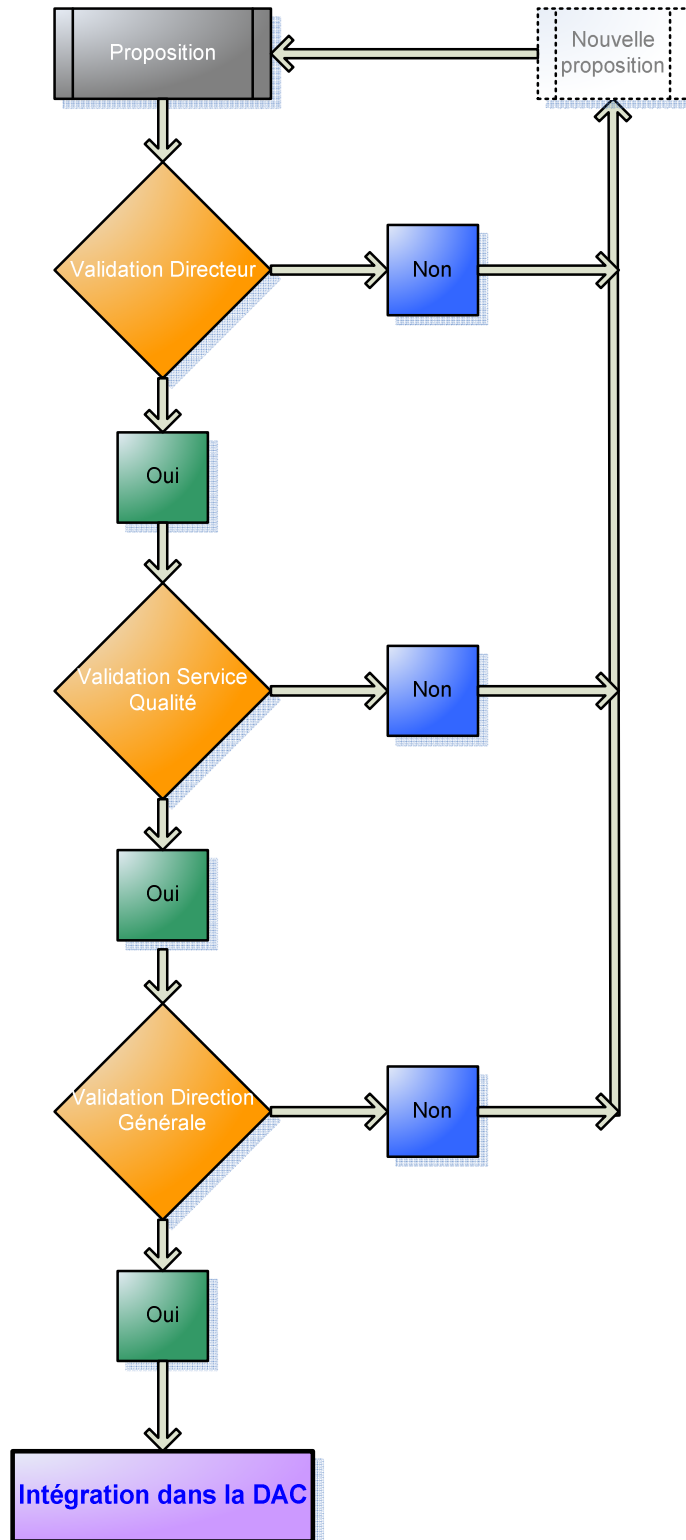 Proposition
Nouvelle
proposition
Validation Directeur
Non
Oui
Validation Service
Qualité
Non
Oui
Validation Direction
Générale
Non
Oui
Intégration dans la DAC